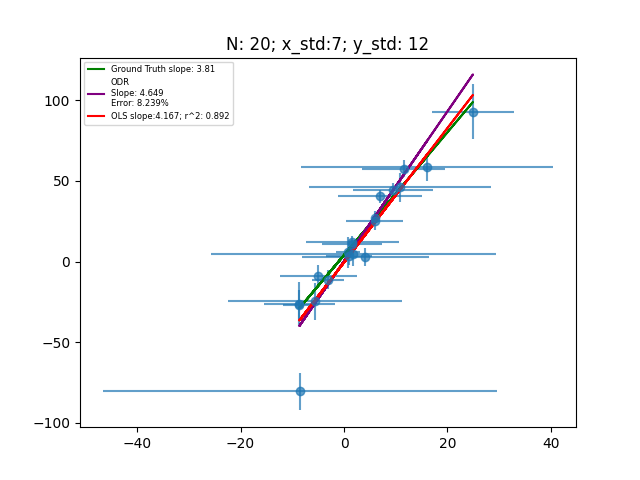 N: 20; x_std:7; y_std: 12
Ground Truth slope: 3.81
ODR
Slope: 4.649
Error: 8.239%
OLS slope:4.167; r^2: 0.892
100
50
0
−50
−100
−40
−20
0
20
40